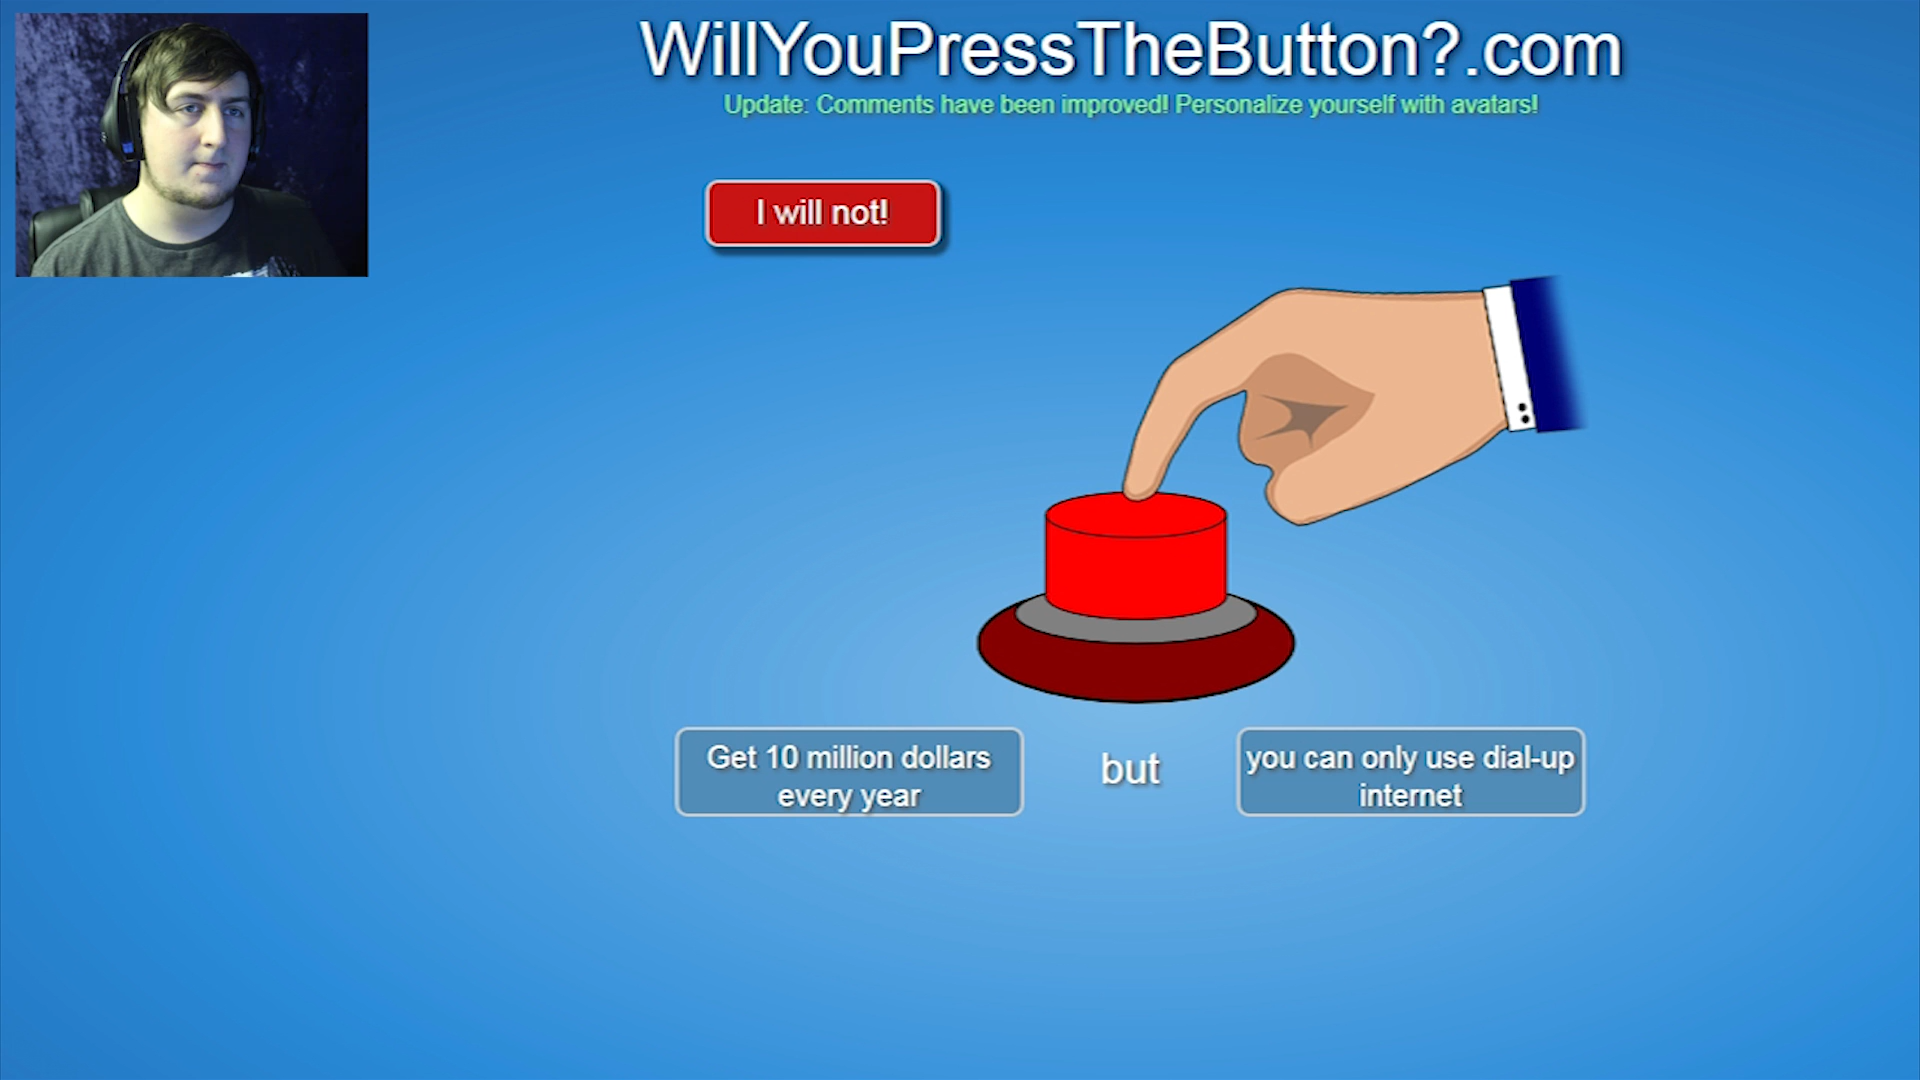 WillYouPressTheButton?.com
Update: Comments have been improved! Personalize yourself with avatars!
I will not!
Get 10 million dollars
every year
but
you can only use dial-up
internet